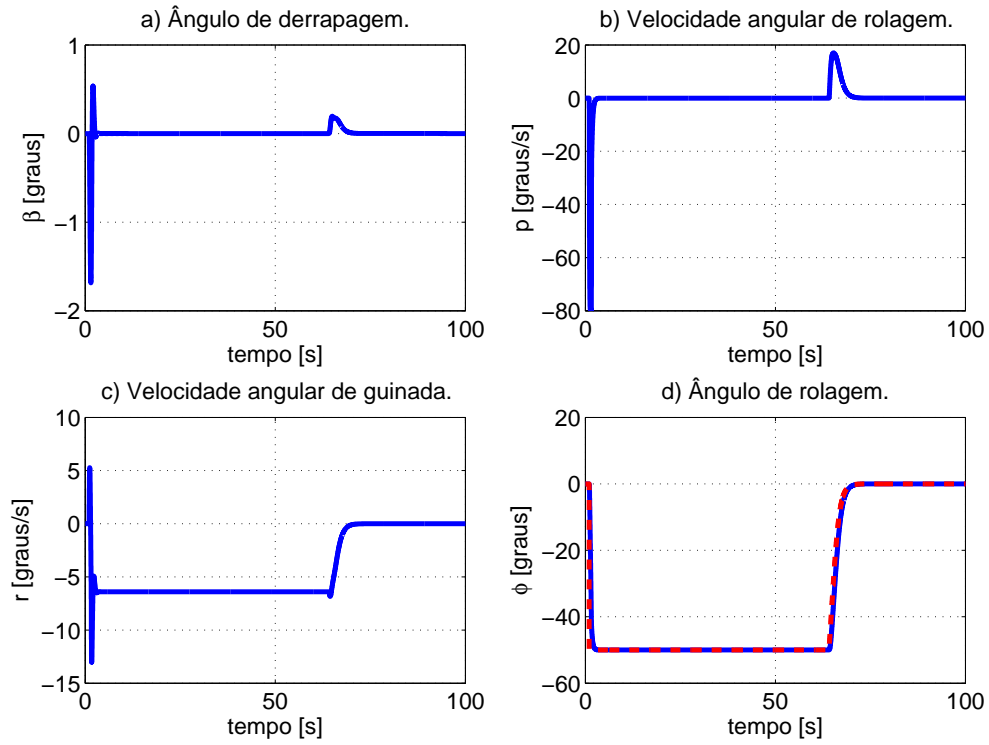 a) Ângulo de derrapagem.
1
0
−1
−2
β [graus]
0
50
100
tempo [s]
b) Velocidade angular de rolagem.
20
0
−20
−40
−60
−80
p [graus/s]
0
50
100
tempo [s]
c) Velocidade angular de guinada.
10
5
0
−5
−10
−15
r [graus/s]
0
50
100
tempo [s]
d) Ângulo de rolagem.
20
0
−20
−40
−60
ϕ [graus]
0
50
100
tempo [s]